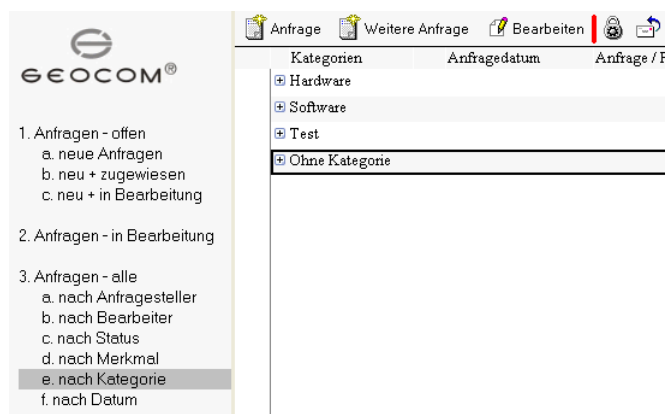 GEOCOM®
1. Anfragen - offen
a. neue Anfragen
b. neu + zugewiesen
c. neu + in Bearbeitung
2. Anfragen - in Bearbeitung
3. Anfragen - alle
a. nach Anfragesteller
b. nach Bearbeiter
c. nach Status
d. nach Merkmal
e. nach Kategorie
f. nach Datum
Anfrage Weitere Anfrage Bearbeiten
Kategorien Anfragedatum Anfrage /
Hardware
Software
Test
Ohne Kategorie